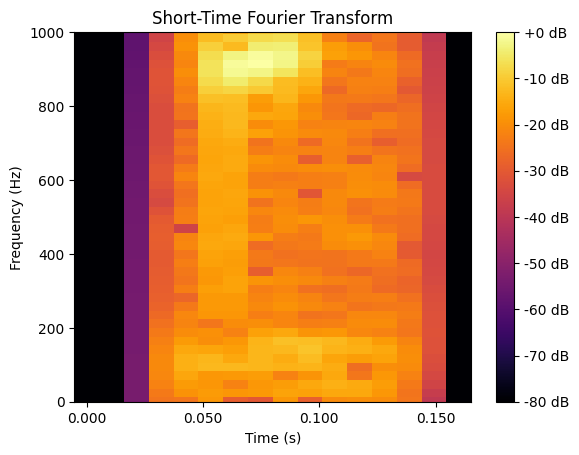 Short-Time Fourier Transform
1000
800
600
400
200
0
Frequency (Hz)
0.000
0.050
0.100
0.150
Time (s)
+0 dB
-10 dB
-20 dB
-30 dB
-40 dB
-50 dB
-60 dB
-70 dB
-80 dB